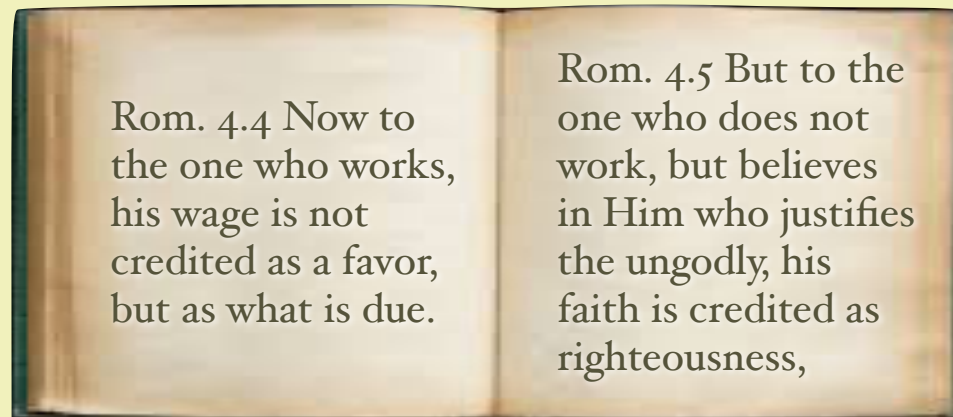 Rom. 4.4 Now to
the one who works,
his wage is not
credited as a favor,
but as what is due.
Rom. 4.5 But to the
one who does not
work, but believes
in Him who justifies
the ungodly, his
faith is credited as
righteousness,